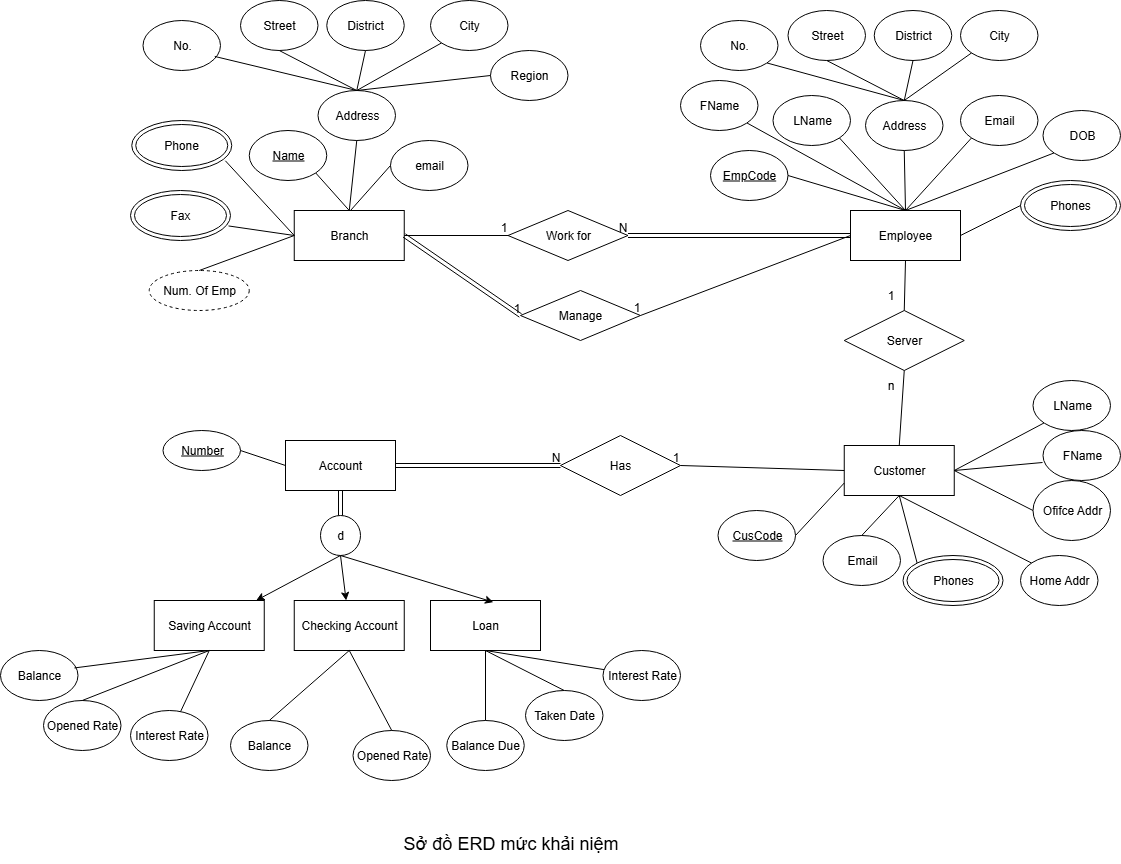 Street
District
City
No.
Region
Address
Phone
Name
email
Fax
Branch
Num. Of Emp
1
Work for
N
1
Manage
1
Street
District
City
No.
FName
LName
Address
Email
DOB
EmpCode
Phones
Employee
1
Server
n
LName
FName
Ofifce Addr
Customer
CusCode
Email
Phones
Home Addr
1
Has
N
Number
Account
d
Saving Account
Checking Account
Loan
Balance
Opened Rate
Interest Rate
Balance
Opened Rate
Balance Due
Taken Date
Interest Rate
Sở đồ ERD mức khải niệm